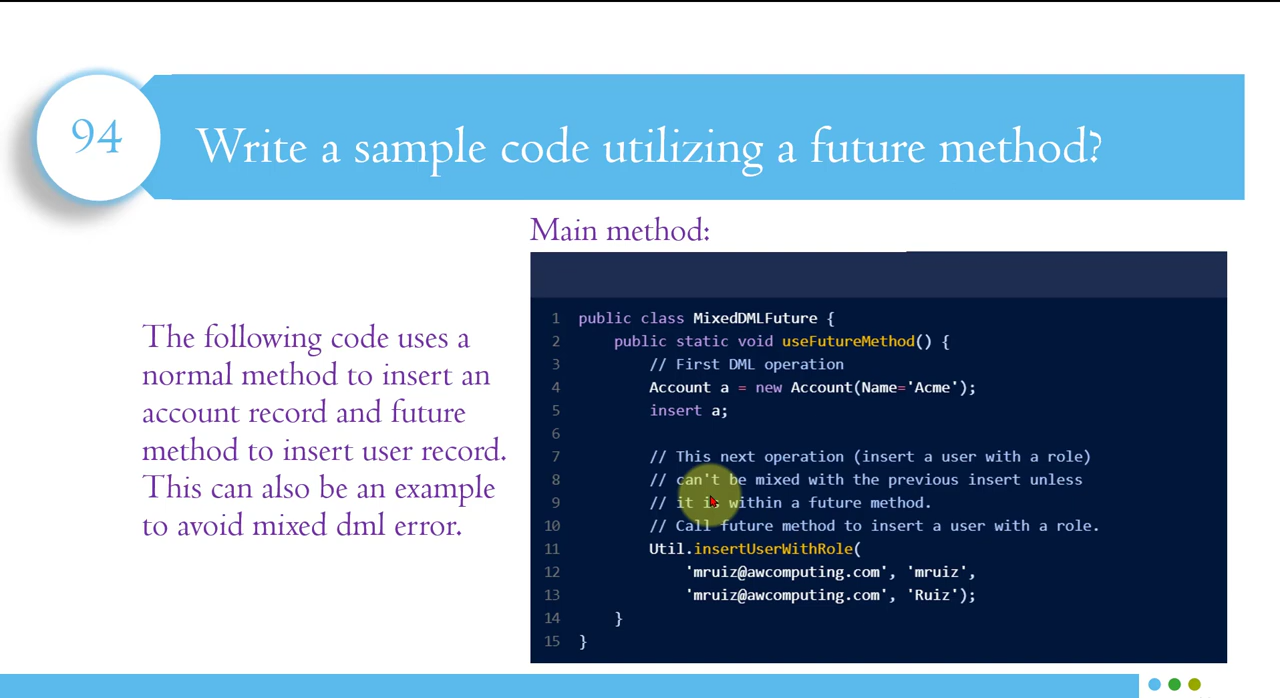 94
Write a sample code utilizing a future method?
Main method:
The following code uses a
normal method to insert an
account record and future
method to insert user record.
This can also be an example
to avoid mixed dml error.
1 public class MixedDMLFuture {
2 public static void useFutureMethod() {
3 // First DML operation
4 Account a = new Account(Name='Acme');
5 insert a;
6
7 // This next operation (insert a user with a role)
8 // can't be mixed with the previous insert unless
9 // it is within a future method.
10 // Call future method to insert a user with a role.
11 Util.insertUserWithRole(
12 'mruiz@awcomputing.com', 'mruiz',
13 'mruiz@awcomputing.com', 'Ruiz');
14 }
15 }